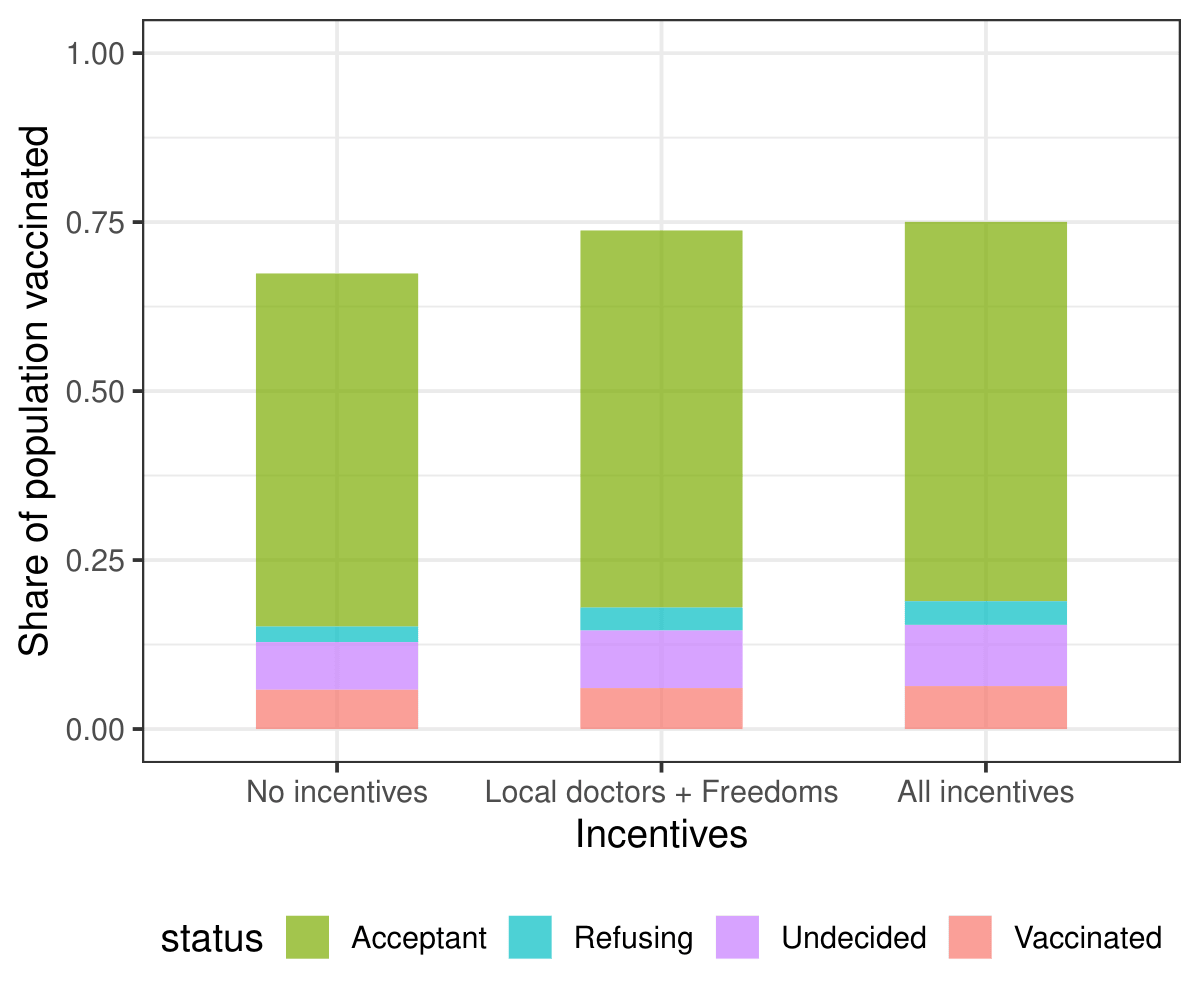 Share of population vaccinated
1.00
0.75
0.50
0.25
0.00
No incentives Local doctors + Freedoms All incentives
Incentives
status Acceptant Refusing Undecided Vaccinated